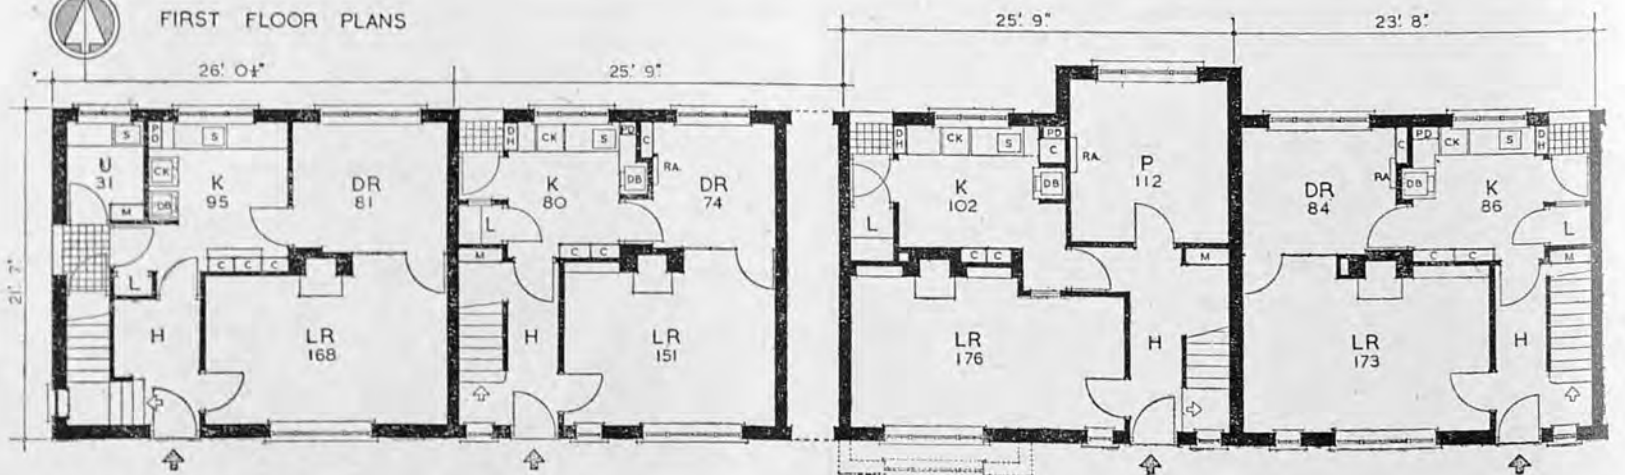 FIRST FLOOR PLANS
26'. 0½"
25'. 9"
25'. 9"
23'. 8"
21'. 7"
S
PD
S
U
31
CK
K
95
DB
M
DR
81
L
C C C
H
LR
168
DH
CK
S
PD
C
K
80
DB
RA.
DR
74
L
M
C C
H
LR
151
DH
CK
S
PD
C
K
102
DB
RA.
P
112
L
C C
M
LR
176
H
C
PD
CK
S
DH
DR
84
RA.
DB
K
86
L
C C
M
LR
173
H